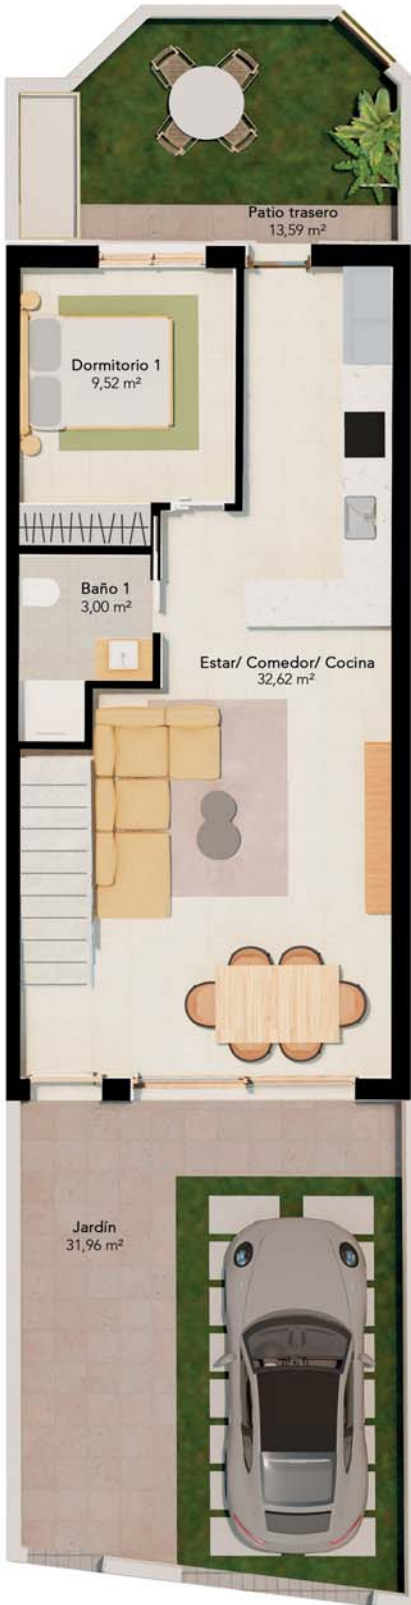 Patio trasero
13,59 m²
Dormitorio 1
9,52 m²
Baño 1
3,00 m²
Estar/ Comedor/ Cocina
32,62 m²
Jardín
31,96 m²